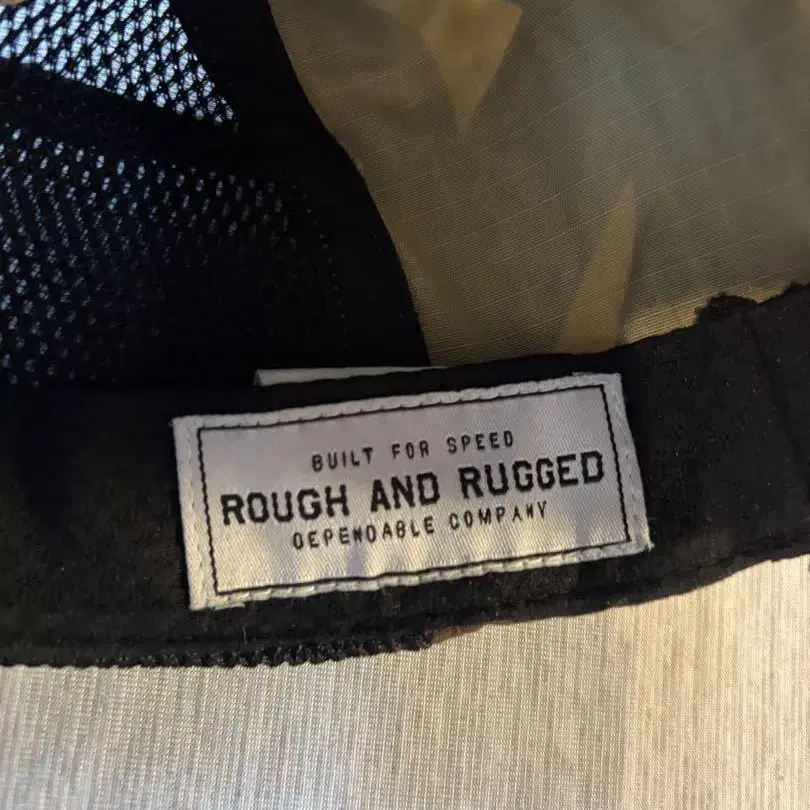 BUILT FOR SPEED
ROUGH AND RUGGED
DEPENDABLE COMPANY